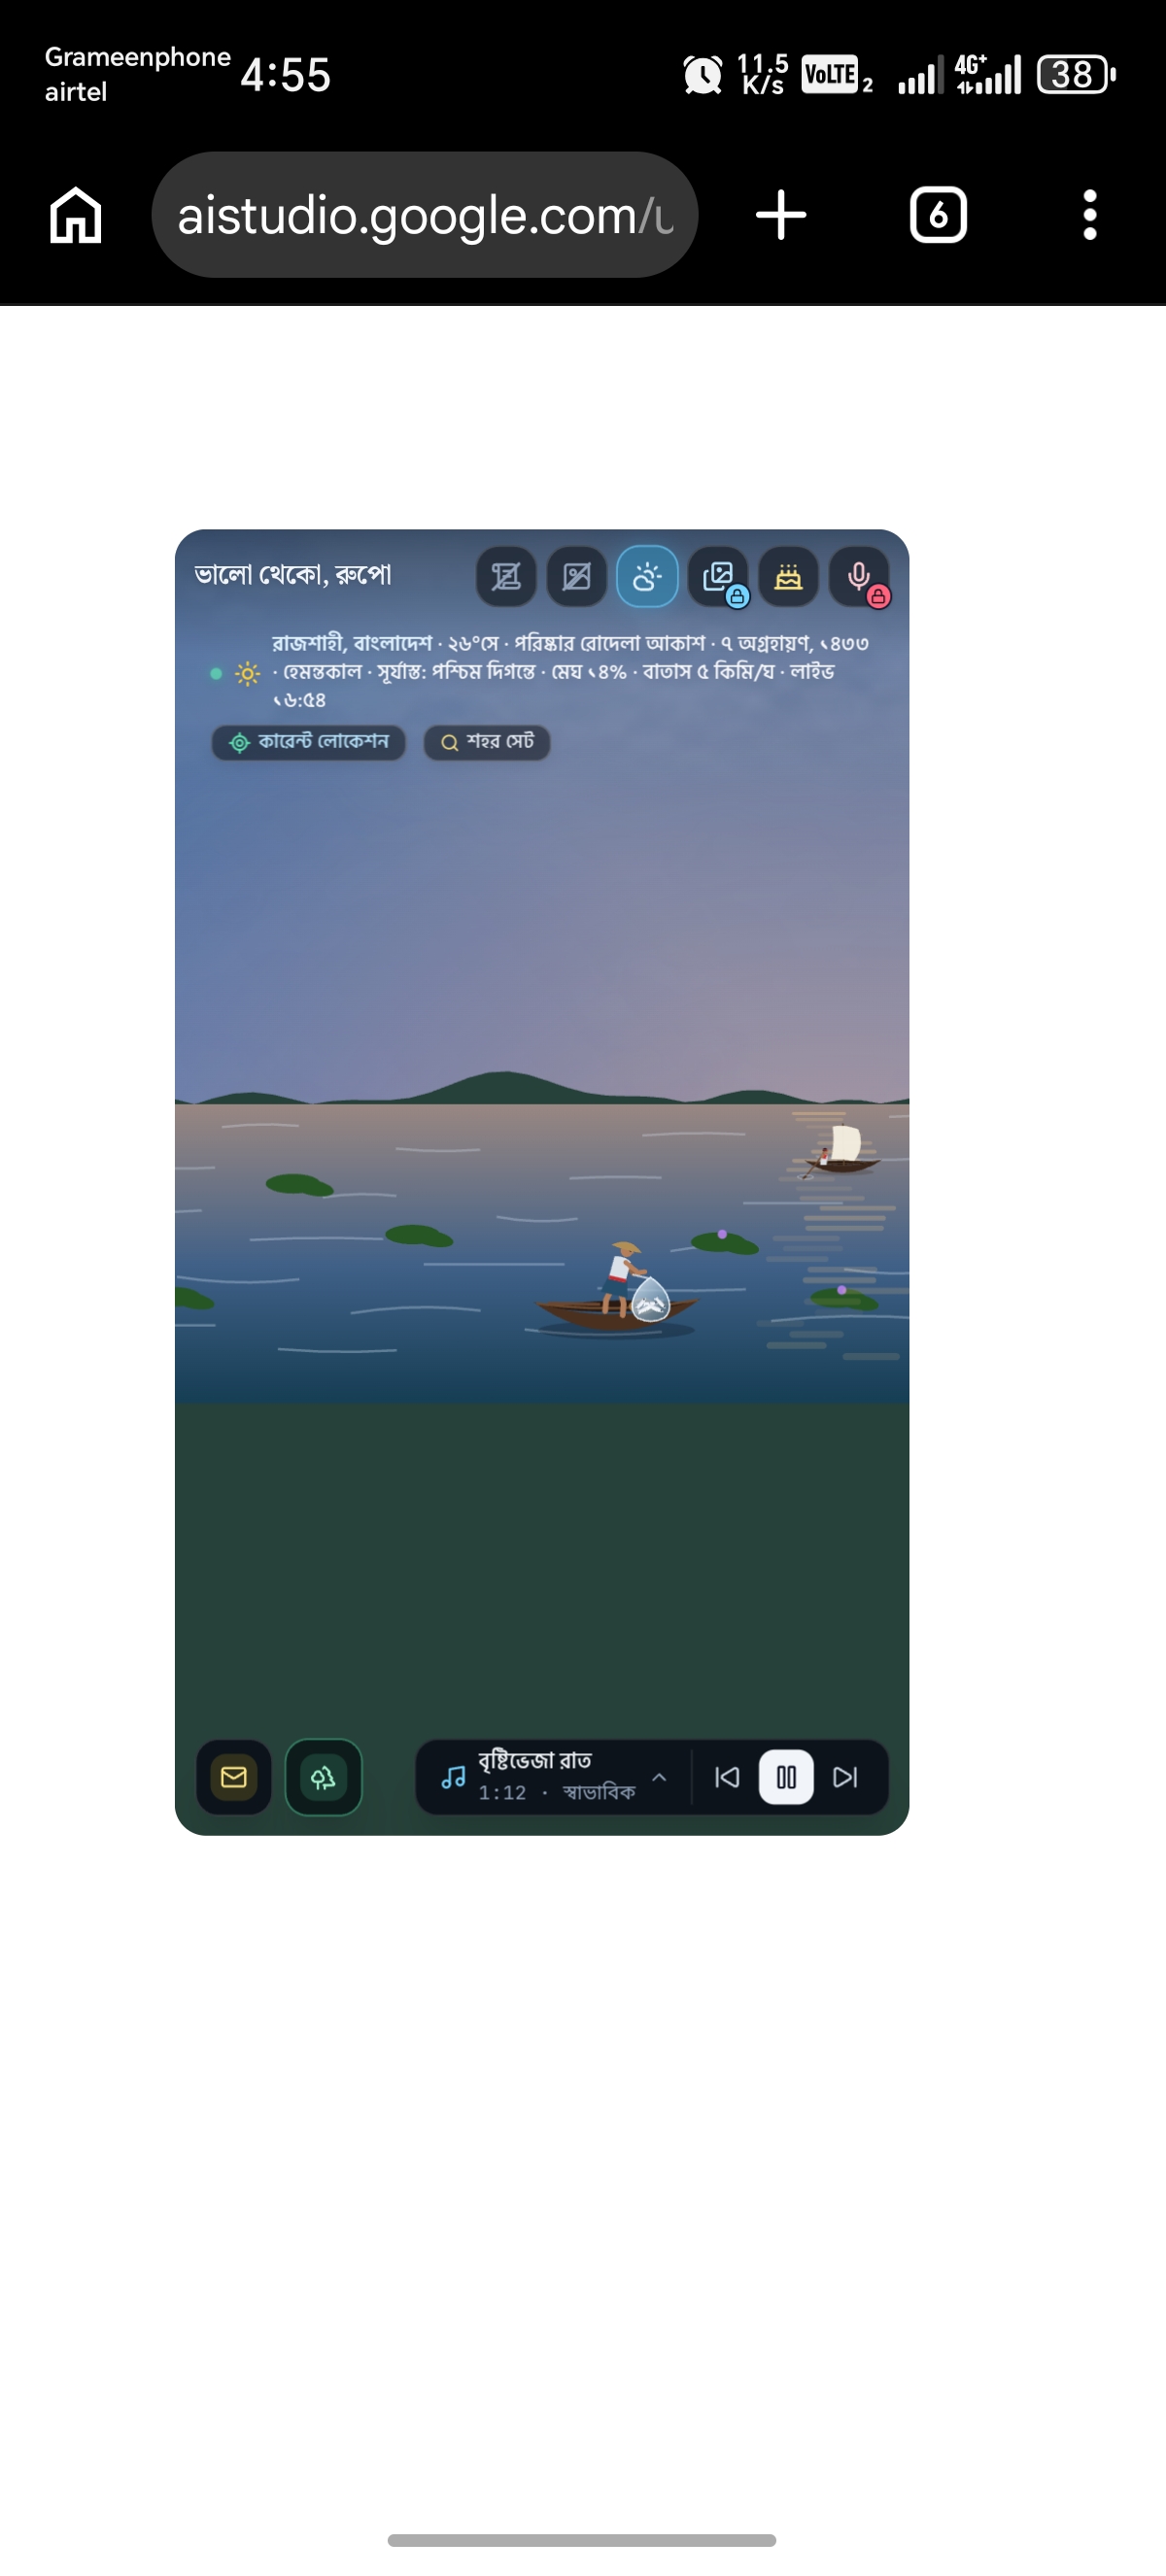 Grameenphone
airtel
4:55
11.5
K/s
VoLTE 2
4G+
38
aistudio.google.com/u
6
ভালো থেকো, রুপো
রাজশাহী, বাংলাদেশ · ২৬°সে · পরিষ্কার রোদেলা আকাশ · ৭ অগ্রহায়ণ, ১৪৩৩
· হেমন্তকাল · সূর্যাস্ত: পশ্চিম দিগন্তে · মেঘ ১৪% · বাতাস ৫ কিমি/ঘ · লাইভ
১৬:৫৪
কারেন্ট লোকেশন
শহর সেট
বৃষ্টিভেজা রাত
1:12 · স্বাভাবিক